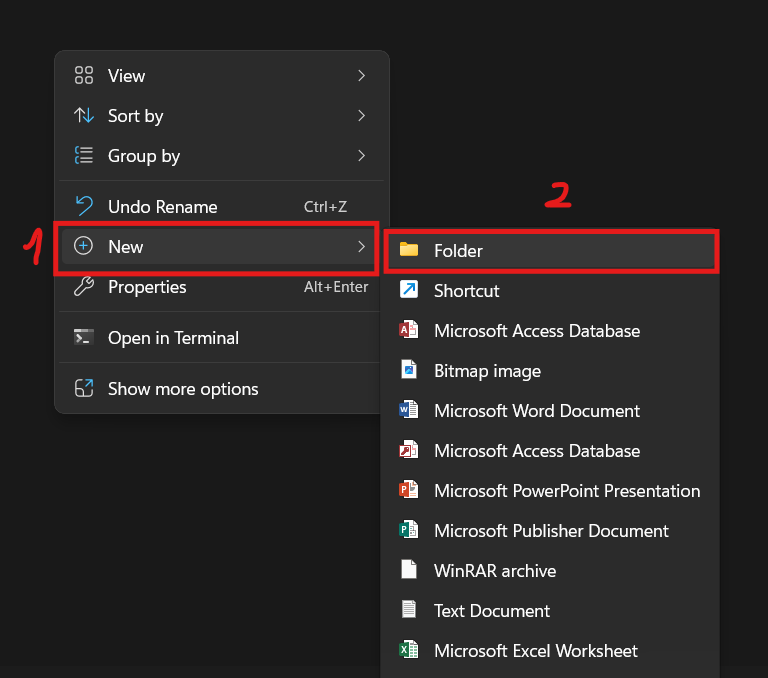 View
Sort by
Group by
Undo Rename Ctrl+Z
2
1
New
Folder
Properties Alt+Enter
Shortcut
Open in Terminal
Microsoft Access Database
Bitmap image
Show more options
Microsoft Word Document
Microsoft Access Database
Microsoft PowerPoint Presentation
Microsoft Publisher Document
WinRAR archive
Text Document
Microsoft Excel Worksheet